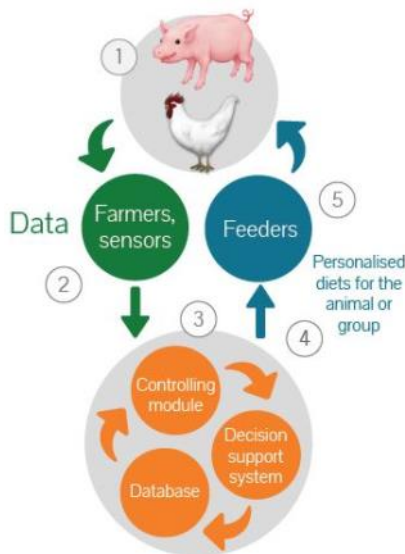 1
Data
Farmers,
sensors
2
Feeders
5
Personalised
diets for the
animal or
group
3
4
Controlling
module
Decision
support
system
Database